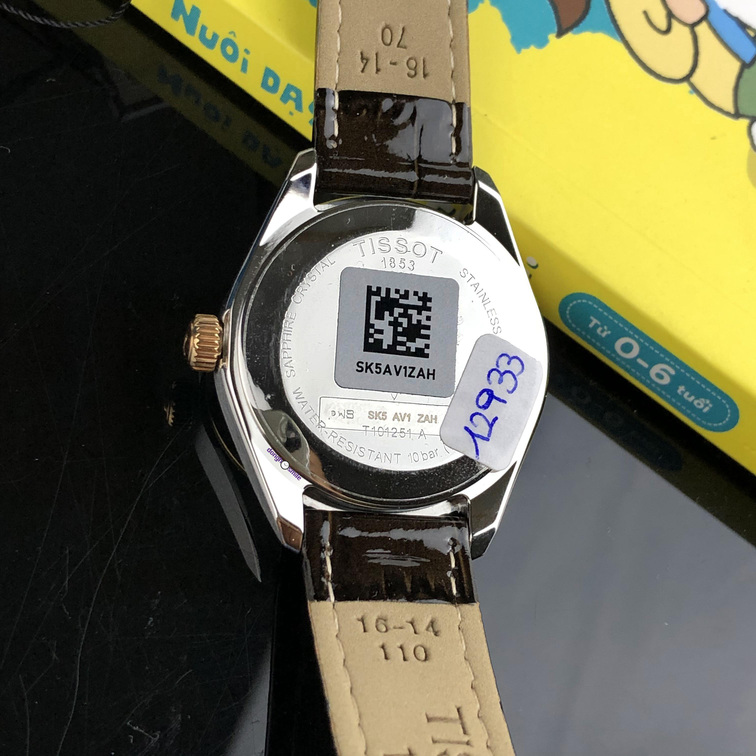 NUÔI DẠ
16-14
70
TISSOT
1853
SAPPHIRE CRYSTAL
STAINLESS
SK5AV1ZAH
12933
SK5 AV1 ZAH
T101251 A
WATER-RESISTANT 10 bar
TỪ
0-6 tuổi
16-14
110